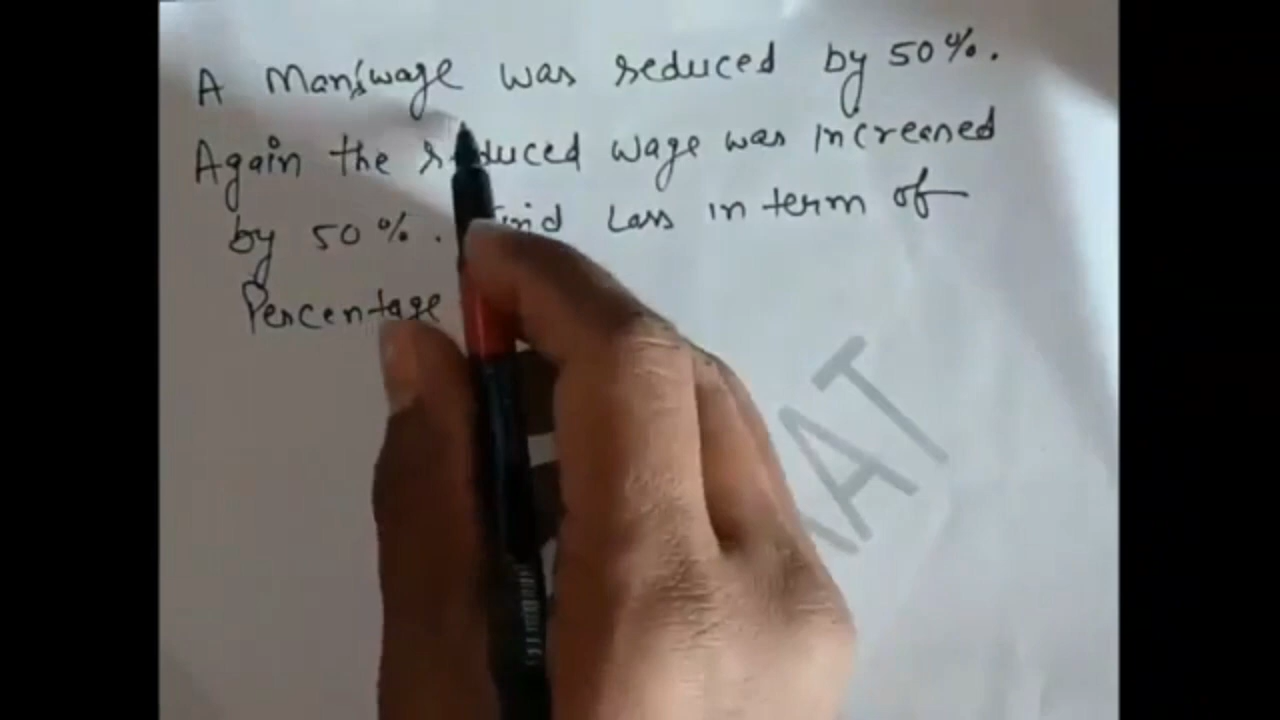 A Man's wage was reduced by 50%.
Again the reduced wage was increased
by 50%. Find Loss in term of
Percentage
AAT